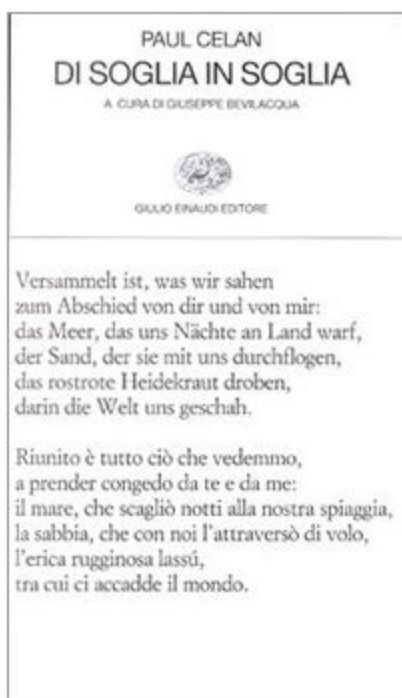 PAUL CELAN
DI SOGLIA IN SOGLIA
A CURA DI GIUSEPPE BEVILACQUA
GIULIO EINAUDI EDITORE
Versammelt ist, was wir sahen
zum Abschied von dir und von mir:
das Meer, das uns Nächte an Land warf,
der Sand, der sie mit uns durchflogen,
das rostrote Heidekraut droben,
darin die Welt uns geschah.
Riunito è tutto ciò che vedemmo,
a prender congedo da te e da me:
il mare, che scagliò notti alla nostra spiaggia,
la sabbia, che con noi l'attraversò di volo,
l'erica rugginosa lassú,
tra cui ci accadde il mondo.